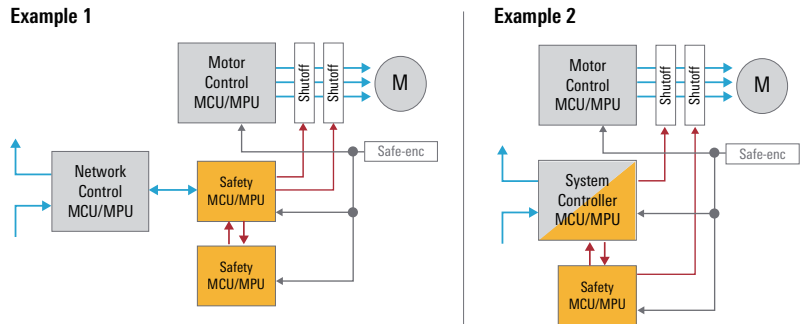 Example 1
Motor
Control
MCU/MPU
Shutoff
Shutoff
M
Safe-enc
Network
Control
MCU/MPU
Safety
MCU/MPU
Safety
MCU/MPU
Example 2
Motor
Control
MCU/MPU
Shutoff
Shutoff
M
Safe-enc
System
Controller
MCU/MPU
Safety
MCU/MPU